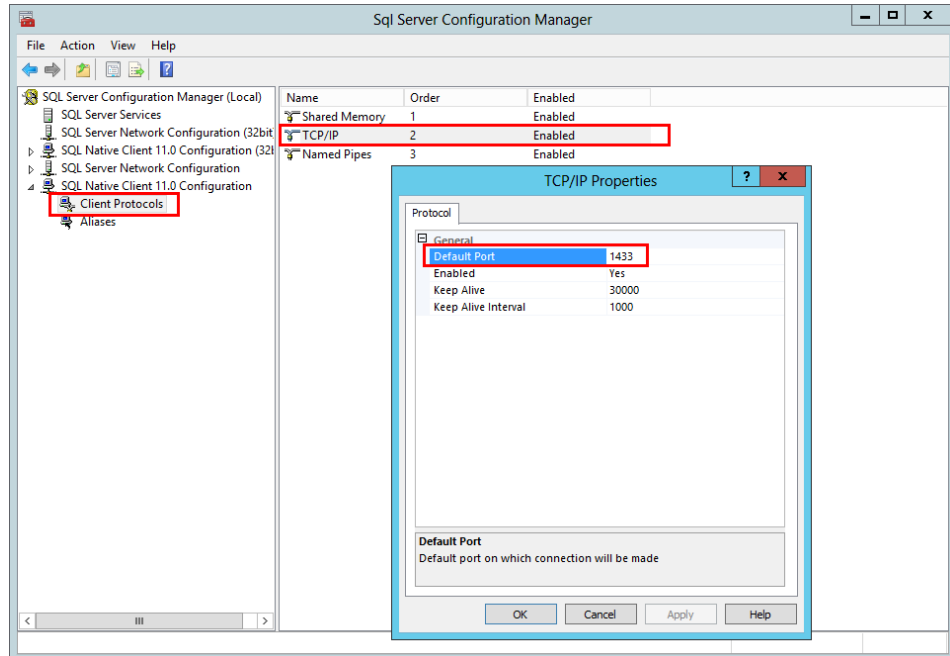 Sql Server Configuration Manager
File Action View Help
SQL Server Configuration Manager (Local)
SQL Server Services
SQL Server Network Configuration (32bit
SQL Native Client 11.0 Configuration (32b
SQL Server Network Configuration
SQL Native Client 11.0 Configuration
Client Protocols
Aliases
Name Order Enabled
Shared Memory 1 Enabled
TCP/IP 2 Enabled
Named Pipes 3 Enabled
TCP/IP Properties
Protocol
General
Default Port 1433
Enabled Yes
Keep Alive 30000
Keep Alive Interval 1000
Default Port
Default port on which connection will be made
OK Cancel Apply Help